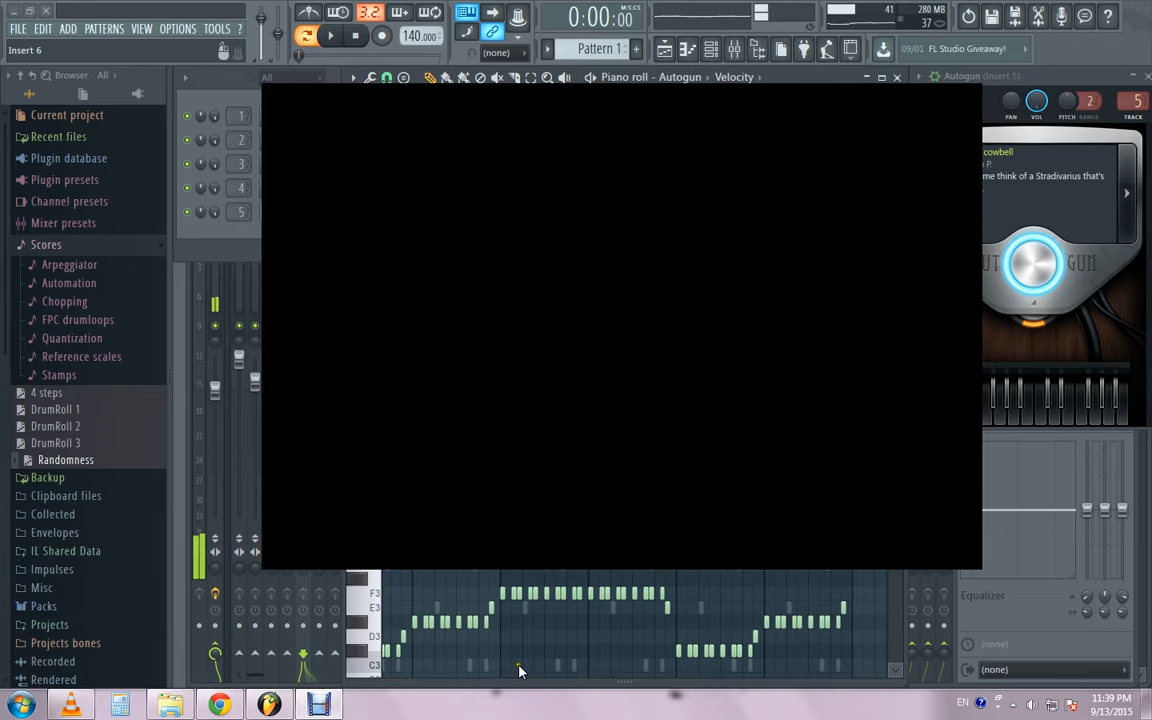 FILE EDIT ADD PATTERNS VIEW OPTIONS TOOLS ?
Insert 6
3.2
140.000
0:00:00
M:S:CS
41
280 MB
37
(none)
Pattern 1
09/01 FL Studio Giveaway!
Browser - All
All
Piano roll - Autogun
Velocity
Autogun (Insert 5)
Current project
Recent files
Plugin database
Plugin presets
Channel presets
Mixer presets
Scores
Arpeggiator
Automation
Chopping
FPC drumloops
Quantization
Reference scales
Stamps
4 steps
DrumRoll 1
DrumRoll 2
DrumRoll 3
Randomness
Backup
Clipboard files
Collected
Envelopes
IL Shared Data
Impulses
Misc
Packs
Projects
Projects bones
Recorded
Rendered
1
2
3
4
5
PAN
VOL
PITCH
RANGE
2
5
TRACK
cowbell
me think of a Stradivarius that's
GUN
F3
E3
D3
C3
Equalizer
(none)
(none)
EN
11:39 PM
9/13/2015